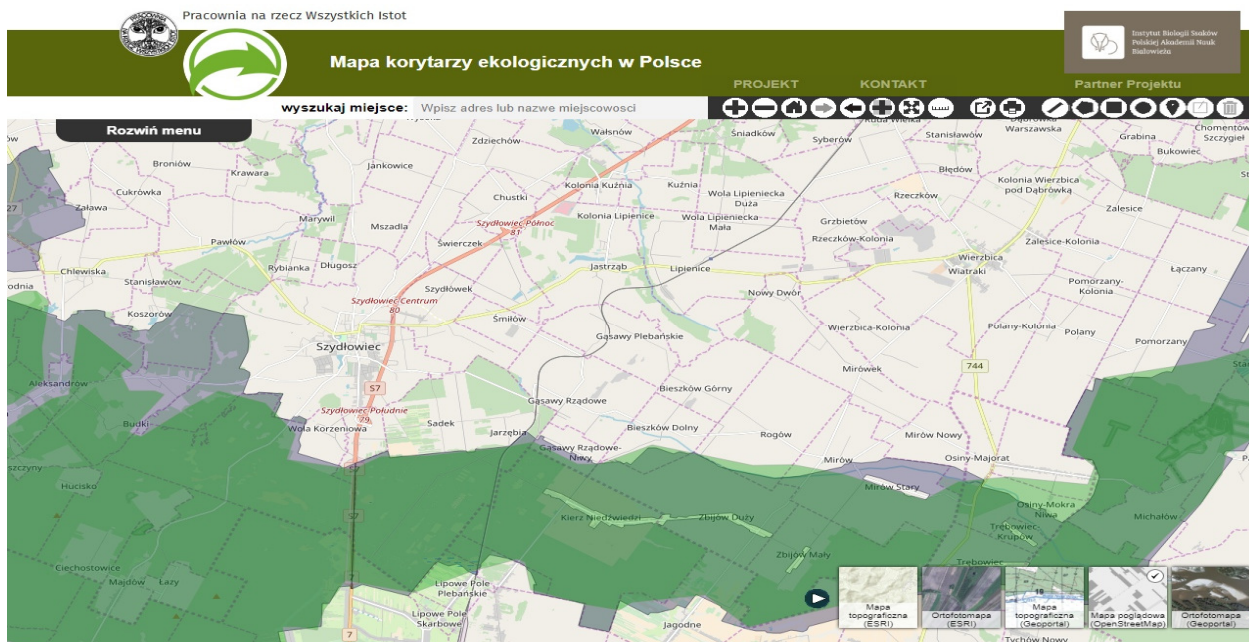 Pracownia na rzecz Wszystkich Istot
Instytut Biologii Ssaków
Polskiej Akademii Nauk
Białowieża
Mapa korytarzy ekologicznych w Polsce
PROJEKT KONTAKT Partner Projektu
wyszukaj miejsce: Wpisz adres lub nazwe miejscowosci
Rozwiń menu
Zdziechów
Wałsnów
Śniadków
Syberów
Stanisławów
Warszawska
Grabina
Szczygieł
Bukowiec
Broniów
Krawara
Jankowice
Błędów
Kolonia Wierzbica
pod Dąbrówką
Cukrówka
Chustki
Kolonia Kuźnia
Kuźnia
Wola Lipieniecka
Duża
Rzeczków
27
Zaława
Marywil
Mszadla
Szydłowiec Północ
81
Kolonia Lipienice
Wola Lipieniecka-
Mała
Grzbietów
Zalesice
Pawłów
Świerczek
Rzeczków-Kolonia
Zalesice-Kolonia
Chlewiska
Rybianka
Długosz
Jastrząb
Lipienice
Wierzbica
Wiatraki
Łączany
Stanisławów
Szydłówek
Nowy Dwór
Pomorzany-
Kolonia
Koszorów
Szydłowiec Centrum
80
Śmiłów
Wierzbica-Kolonia
Polany-Kolonia
Polany
Szydłowiec
Gąsawy Plebańskie
Pomorzany
Mirówek
744
Aleksandrów
S7
Bieszków Górny
Gąsawy Rządowe
Szydłowiec Południe
79
Budki
Wola Korzeniowa
Sadek
Jarzębia
Bieszków Dolny
Rogów
Mirów Nowy
Gąsawy Rządowe-
Niwy
Mirów
Osiny-Majorat
S7
Hucisko
Mirów Stary
S7
Kierz Niedźwiedzi
Zbijów Duży
Osiny-Mokra
Niwa
Michałów
Trębowiec-
Krupów
Ciechostowice
Zbijów Mały
Trębowiec
Majdów
Łazy
Lipowe Pole
Plebańskie
Lipowe Pole
Skarbowe
Jagodne
7
Tychów Nowy
Mapa
topograficzna
(ESRI)
Ortofotomapa
(ESRI)
Mapa
topograficzna
(Geoportal)
Mapa poglądowa
(OpenStreetMap)
Ortofotomapa
(Geoportal)